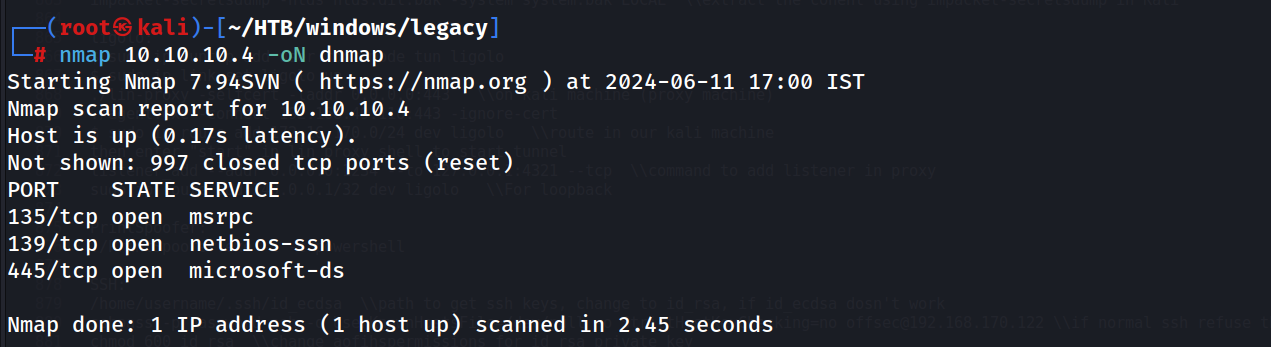 ┌──(root㉿kali)-[~/HTB/windows/legacy]
└─# nmap 10.10.10.4 -oN dnmap
Starting Nmap 7.94SVN ( https://nmap.org ) at 2024-06-11 17:00 IST
Nmap scan report for 10.10.10.4
Host is up (0.17s latency).
Not shown: 997 closed tcp ports (reset)
PORT    STATE SERVICE
135/tcp open  msrpc
139/tcp open  netbios-ssn
445/tcp open  microsoft-ds
Nmap done: 1 IP address (1 host up) scanned in 2.45 seconds